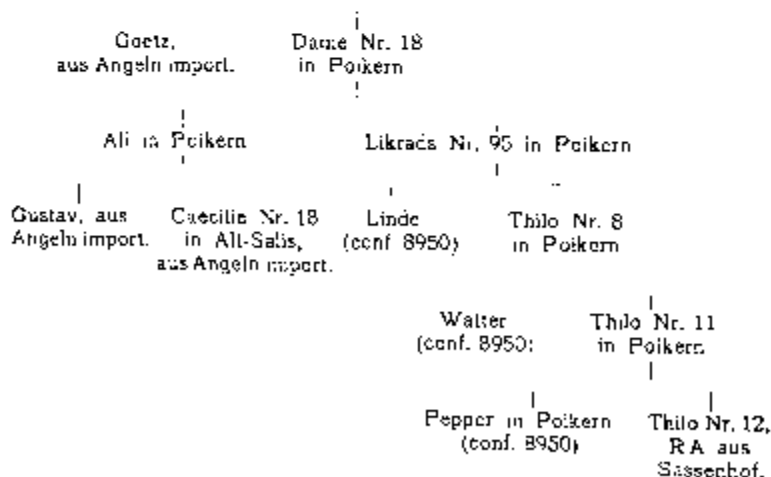 Goetz,
aus Angeln import.
Dame Nr. 18
in Poikern
Ali in Poikern
Likrads Nr. 95 in Poikern
Gustav, aus
Angeln import.
Caecilie Nr. 18
in Alt-Salis,
aus Angeln import.
Linde
(conf. 8950)
Thilo Nr. 8
in Poikern
Walter
(conf. 8950)
Thilo Nr. 11
in Poikern
Pepper in Poikern
(conf. 8950)
Thilo Nr. 12,
RA aus
Sassenhof.